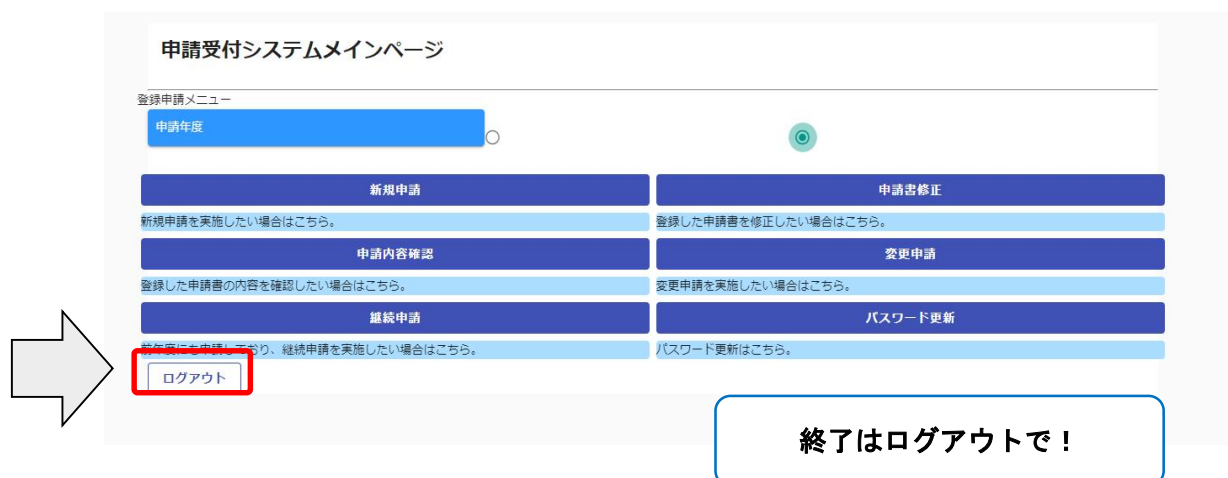 申請受付システムメインページ
登録申請メニュー
申請年度
新規申請
申請書修正
新規申請を実施したい場合はこちら。
登録した申請書を修正したい場合はこちら。
申請内容確認
変更申請
登録した申請書の内容を確認したい場合はこちら。
変更申請を実施したい場合はこちら。
継続申請
パスワード更新
前年度にも申請しており、継続申請を実施したい場合はこちら。
パスワード更新はこちら。
ログアウト
終了はログアウトで！